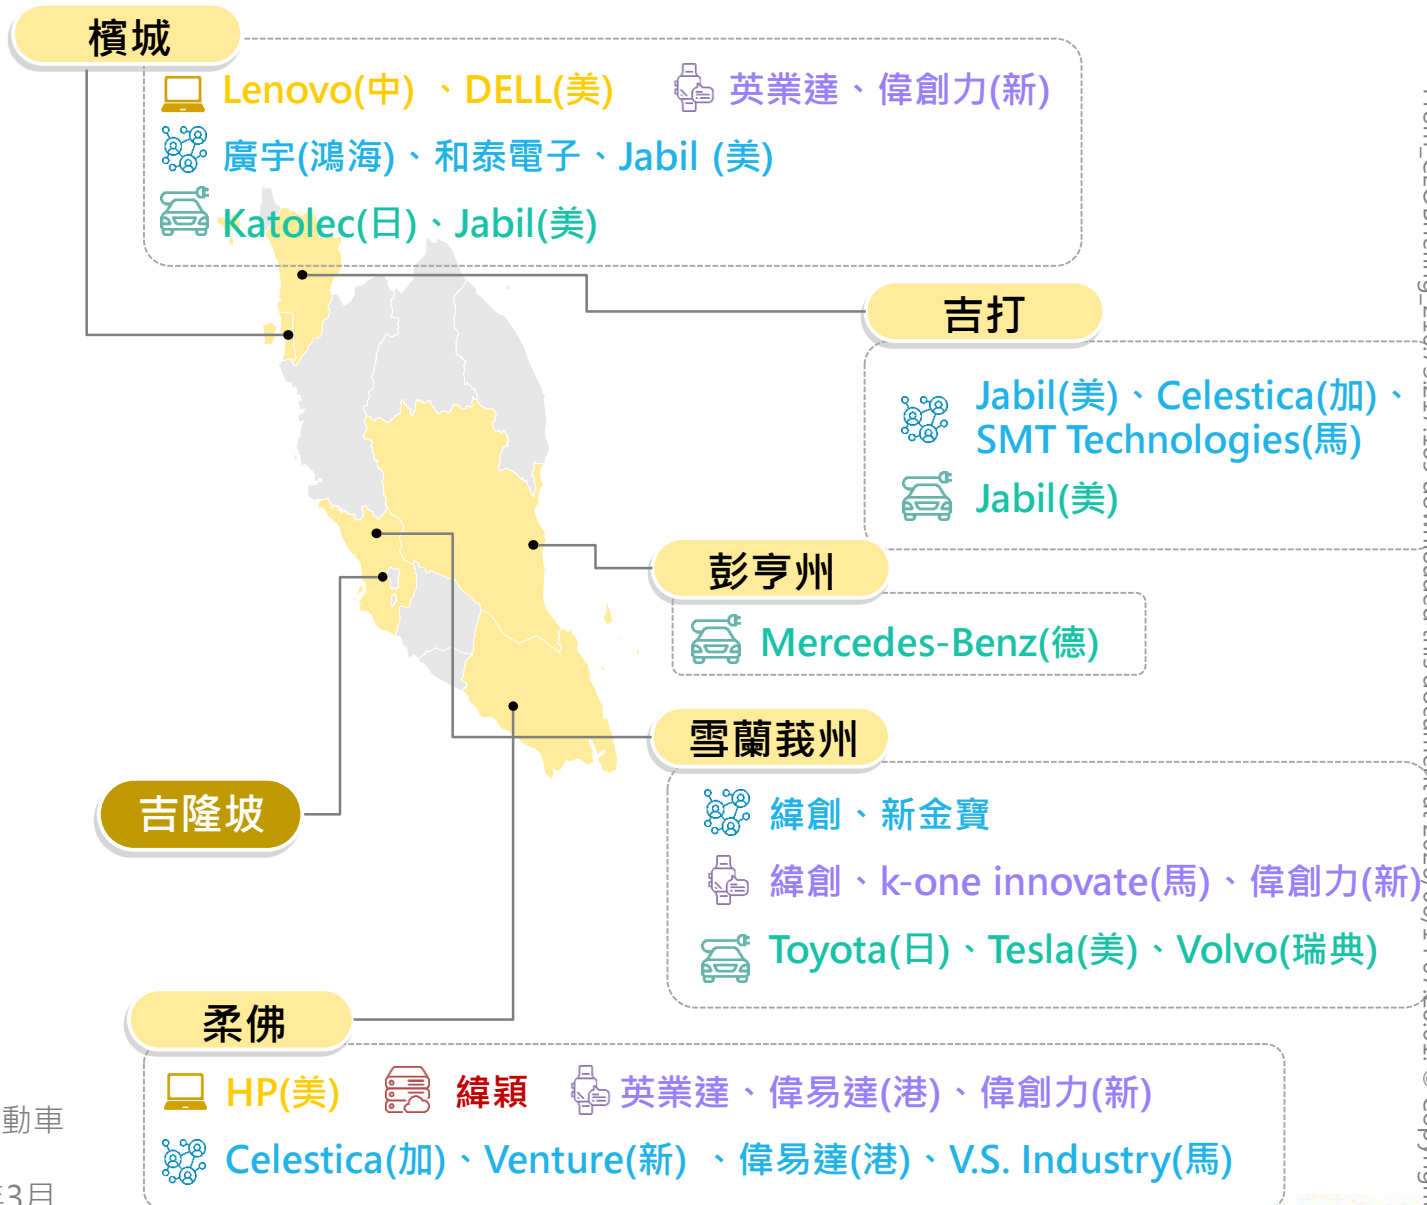 檳城
Lenovo(中) 、DELL(美)
英業達、偉創力(新)
廣宇(鴻海)、和泰電子、Jabil (美)
Katolec(日)、Jabil(美)
吉打
Jabil(美)、Celestica(加)、
SMT Technologies(馬)
Jabil(美)
彭亨州
Mercedes-Benz(德)
雪蘭莪州
緯創、新金寶
緯創、k-one innovate(馬)、偉創力(新)
Toyota(日)、Tesla(美)、Volvo(瑞典)
吉隆坡
柔佛
HP(美)
緯穎
英業達、偉易達(港)、偉創力(新)
Celestica(加)、Venture(新) 、偉易達(港)、V.S. Industry(馬)
動車
3月